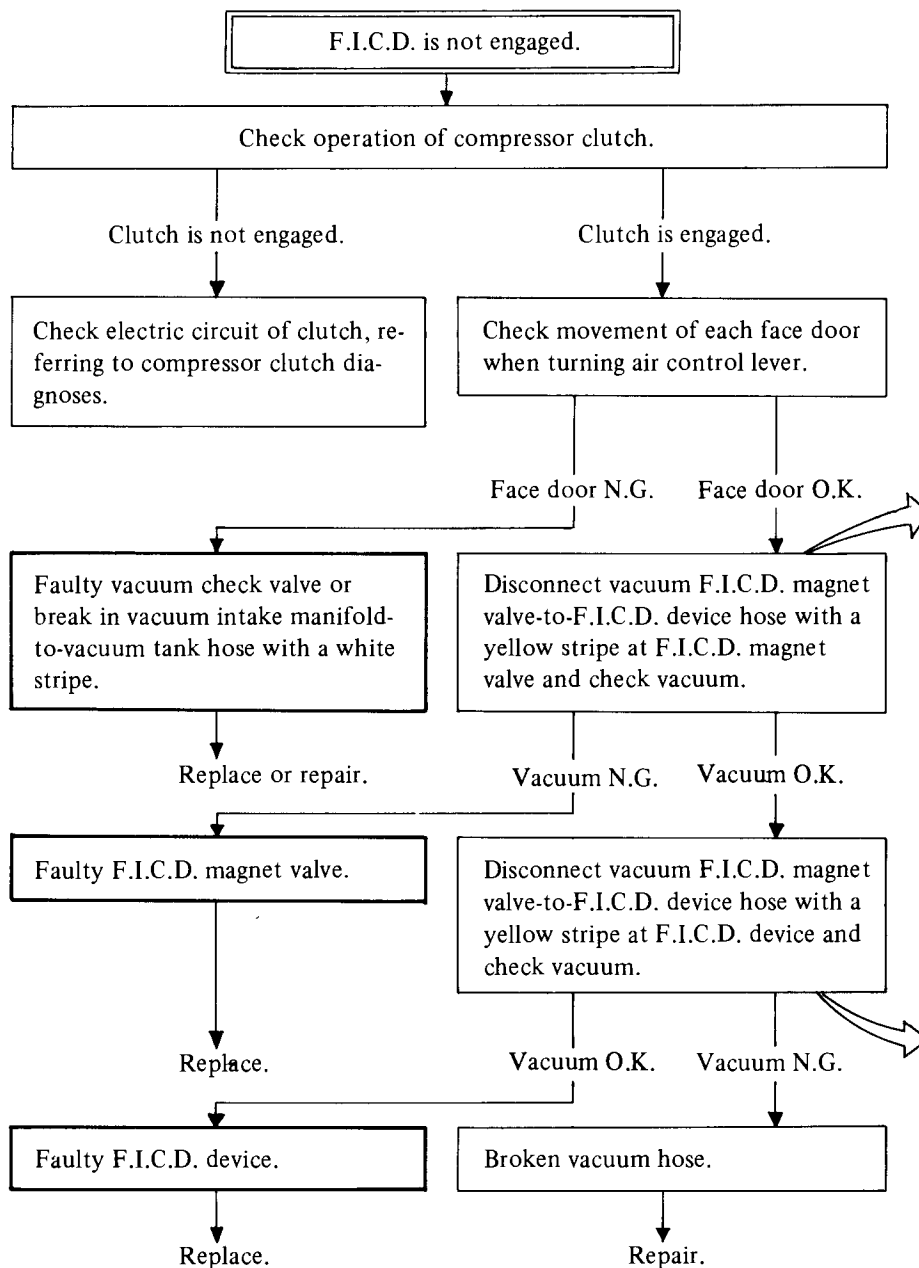 F.I.C.D. is not engaged.
Check operation of compressor clutch.
Clutch is not engaged.
Clutch is engaged.
Check electric circuit of clutch, re-
ferring to compressor clutch dia-
gnoses.
Check movement of each face door
when turning air control lever.
Face door N.G.
Face door O.K.
Faulty vacuum check valve or
break in vacuum intake manifold-
to-vacuum tank hose with a white
stripe.
Disconnect vacuum F.I.C.D. magnet
valve-to-F.I.C.D. device hose with a
yellow stripe at F.I.C.D. magnet
valve and check vacuum.
Replace or repair.
Vacuum N.G.
Vacuum O.K.
Faulty F.I.C.D. magnet valve.
Disconnect vacuum F.I.C.D. magnet
valve-to-F.I.C.D. device hose with a
yellow stripe at F.I.C.D. device and
check vacuum.
Replace.
Vacuum O.K.
Vacuum N.G.
Faulty F.I.C.D. device.
Broken vacuum hose.
Replace.
Repair.